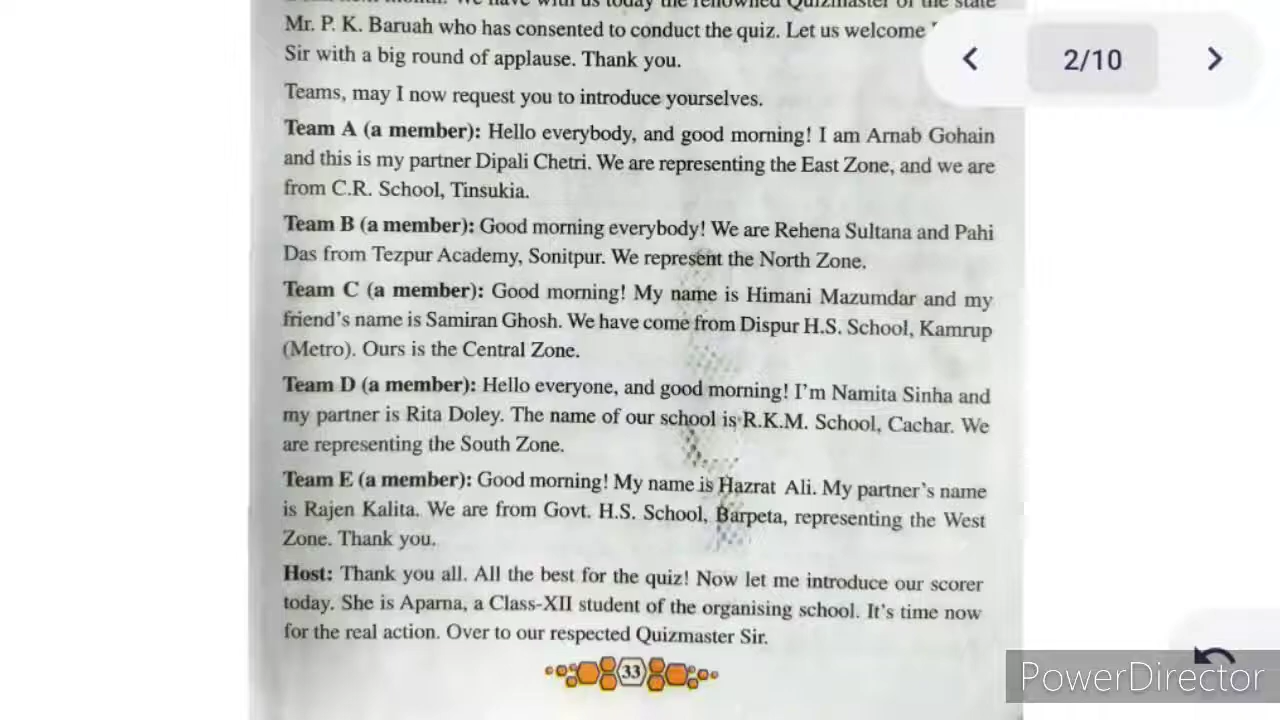 Mr. P. K. Baruah who has consented to conduct the quiz. Let us welcome
Sir with a big round of applause. Thank you.
Teams, may I now request you to introduce yourselves.
Team A (a member): Hello everybody, and good morning! I am Arnab Gohain
and this is my partner Dipali Chetri. We are representing the East Zone, and we are
from C.R. School, Tinsukia.
Team B (a member): Good morning everybody! We are Rehena Sultana and Pahi
Das from Tezpur Academy, Sonitpur. We represent the North Zone.
Team C (a member): Good morning! My name is Himani Mazumdar and my
friend's name is Samiran Ghosh. We have come from Dispur H.S. School, Kamrup
(Metro). Ours is the Central Zone.
Team D (a member): Hello everyone, and good morning! I'm Namita Sinha and
my partner is Rita Doley. The name of our school is R.K.M. School, Cachar. We
are representing the South Zone.
Team E (a member): Good morning! My name is Hazrat Ali. My partner's name
is Rajen Kalita. We are from Govt. H.S. School, Barpeta, representing the West
Zone. Thank you.
Host: Thank you all. All the best for the quiz! Now let me introduce our scorer
today. She is Aparna, a Class-XII student of the organising school. It's time now
for the real action. Over to our respected Quizmaster Sir.
33
2/10
PowerDirector